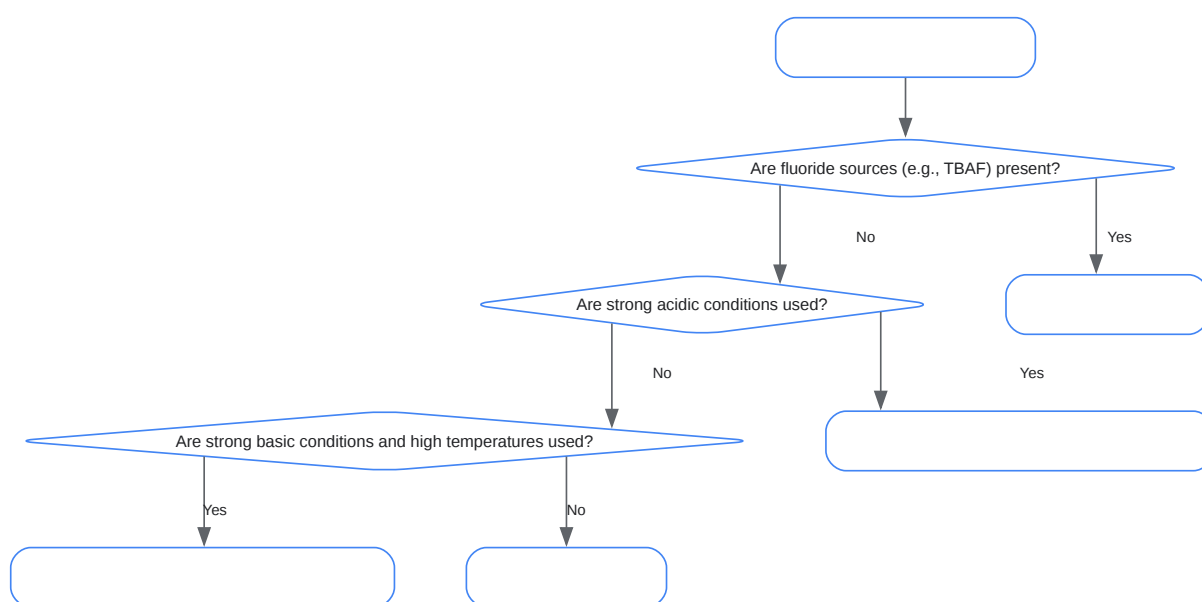 Are fluoride sources (e.g., TBAF) present?
No
Yes
Are strong acidic conditions used?
No
Yes
Are strong basic conditions and high temperatures used?
Yes
No